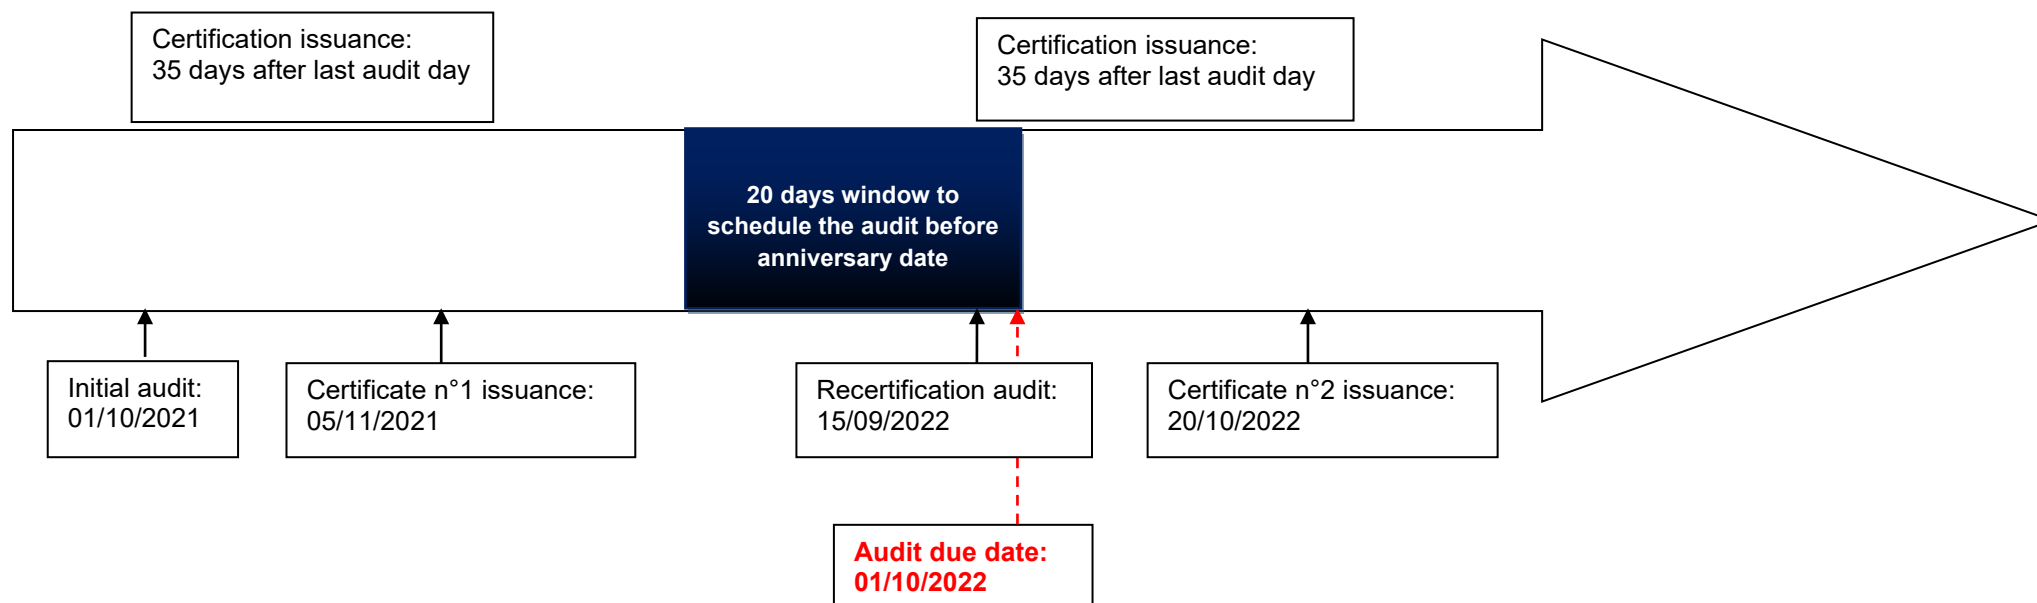 Certification issuance:
35 days after last audit day
Certification issuance:
35 days after last audit day
20 days window to
schedule the audit before
anniversary date
Initial audit:
01/10/2021
Certificate n°1 issuance:
05/11/2021
Recertification audit:
15/09/2022
Certificate n°2 issuance:
20/10/2022
Audit due date:
01/10/2022